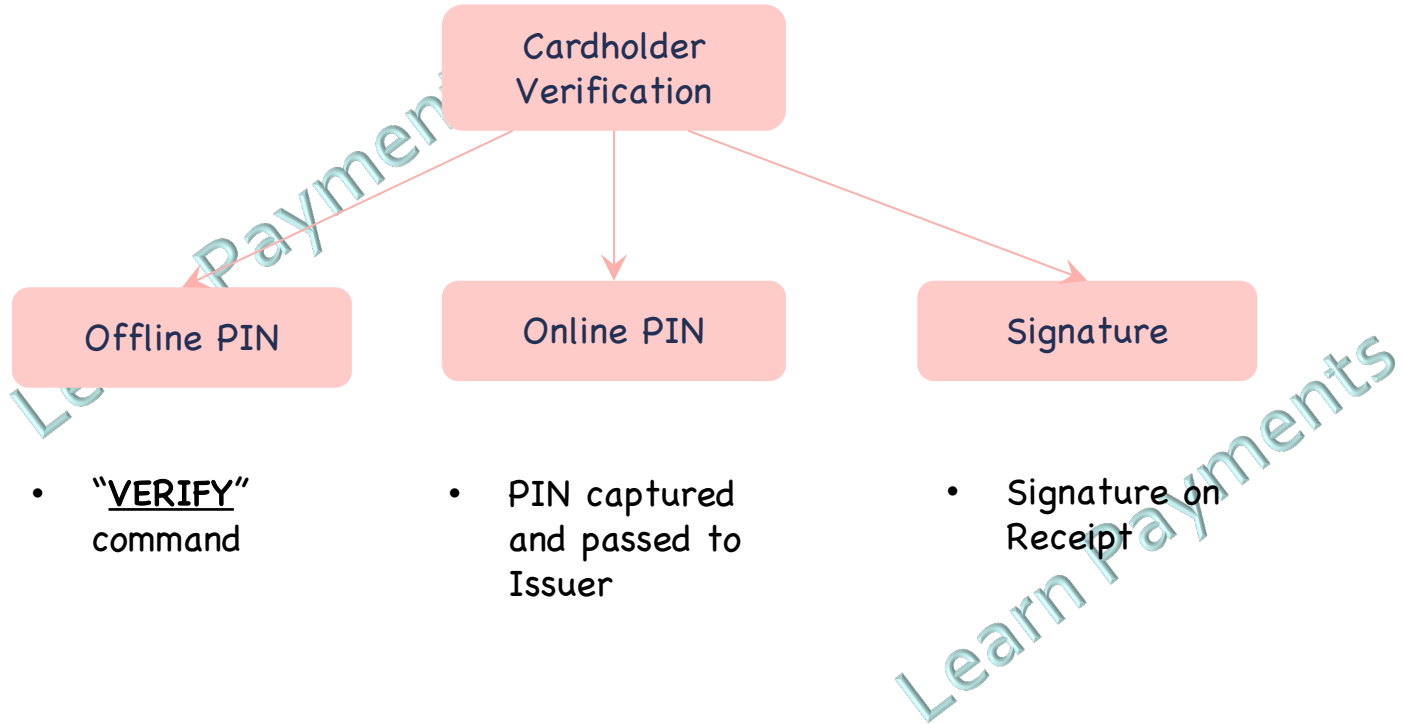 Cardholder
Verification
Offline PIN
Online PIN
Signature
• “VERIFY”
command
• PIN captured
and passed to
Issuer
• Signature on
Receipt
Learn Payments
Learn Payments